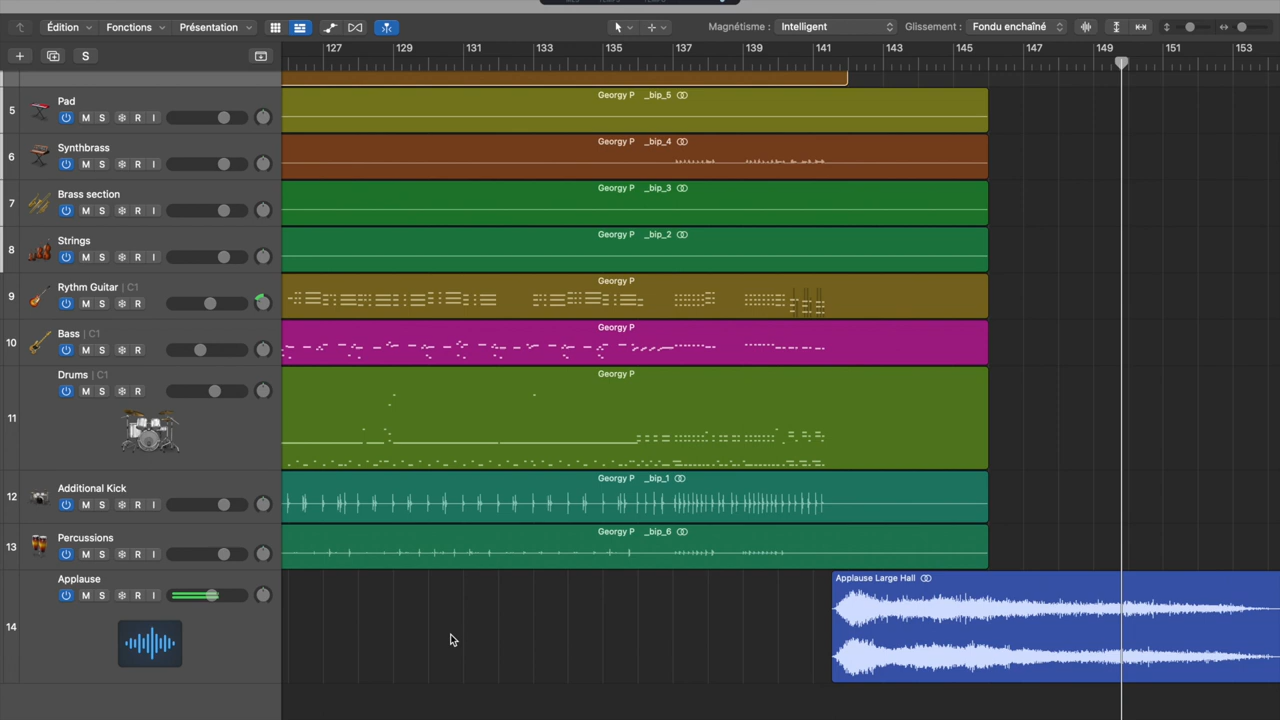 Édition Fonctions Présentation Magnétisme : Intelligent Glissement : Fondu enchaîné
S 127 129 131 133 135 137 139 141 143 145 147 149 151 153
5 Pad M S R I Georgy P _bip_5
6 Synthbrass M S R I Georgy P _bip_4
7 Brass section M S R I Georgy P _bip_3
8 Strings M S R I Georgy P _bip_2
9 Rythm Guitar | C1 M S R I Georgy P
10 Bass | C1 M S R Georgy P
11 Drums | C1 M S R Georgy P
12 Additional Kick M S R I Georgy P _bip_1
13 Percussions M S R I Georgy P _bip_6
14 Applause M S R I Applause Large Hall